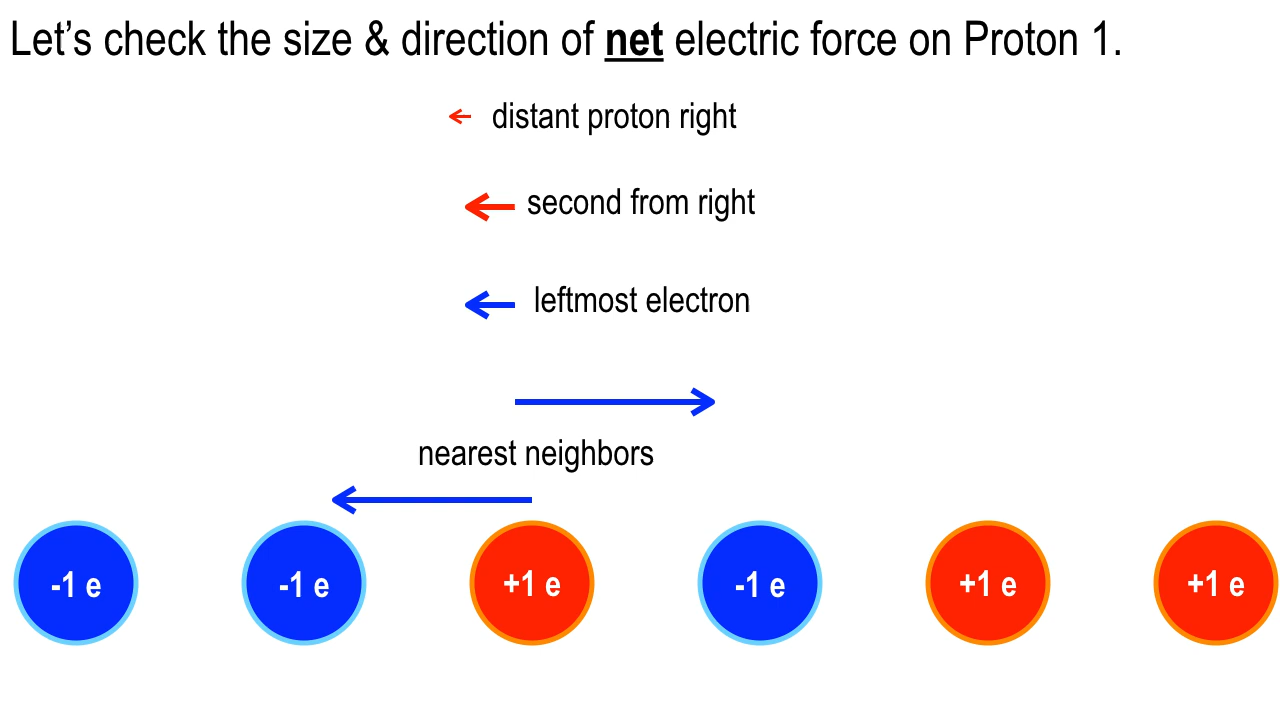 Let’s check the size & direction of net electric force on Proton 1.
distant proton right
second from right
leftmost electron
nearest neighbors
-1 e
-1 e
+1 e
-1 e
+1 e
+1 e